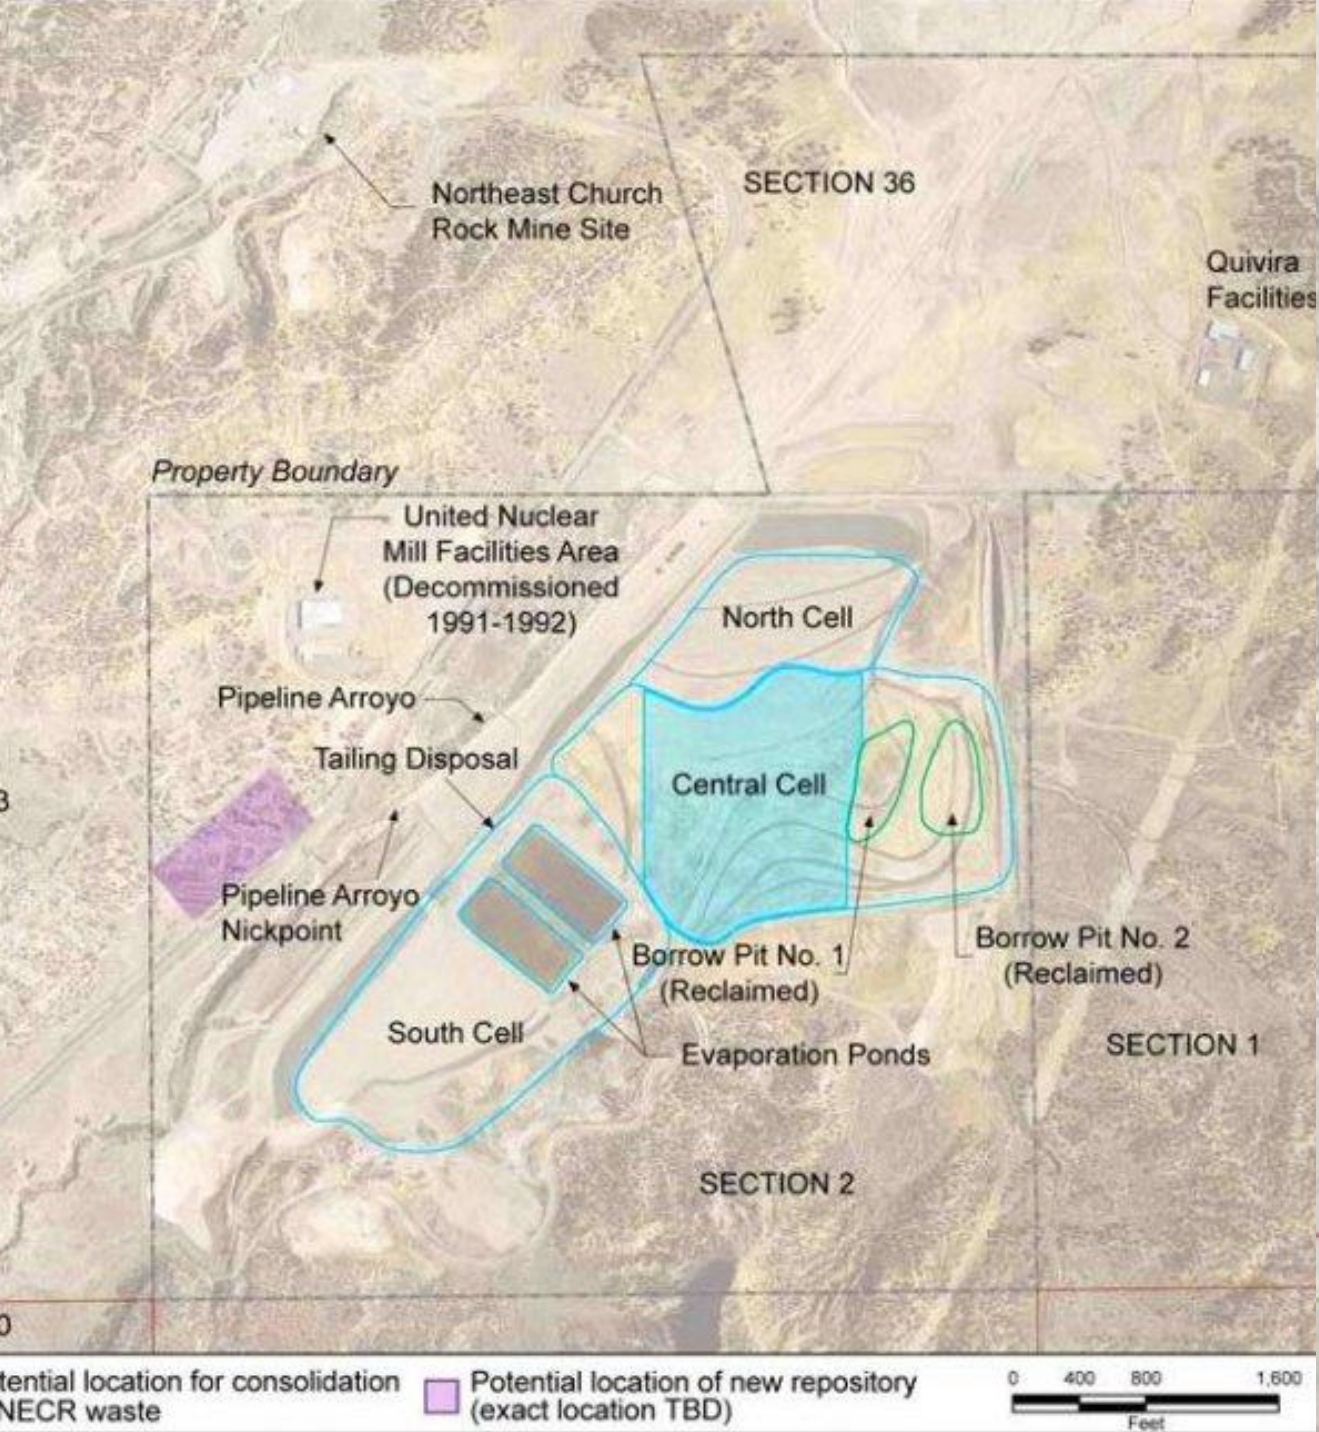 SECTION 36
Northeast Church
Rock Mine Site
Quivira
Facilities
Property Boundary
United Nuclear
Mill Facilities Area
(Decommissioned
1991-1992)
North Cell
Pipeline Arroyo
Tailing Disposal
Central Cell
3
Pipeline Arroyo
Nickpoint
Borrow Pit No. 1
(Reclaimed)
Borrow Pit No. 2
(Reclaimed)
South Cell
Evaporation Ponds
SECTION 1
SECTION 2
0
tential location for consolidation
NECR waste
Potential location of new repository
(exact location TBD)
0 400 800 1,600
Feet